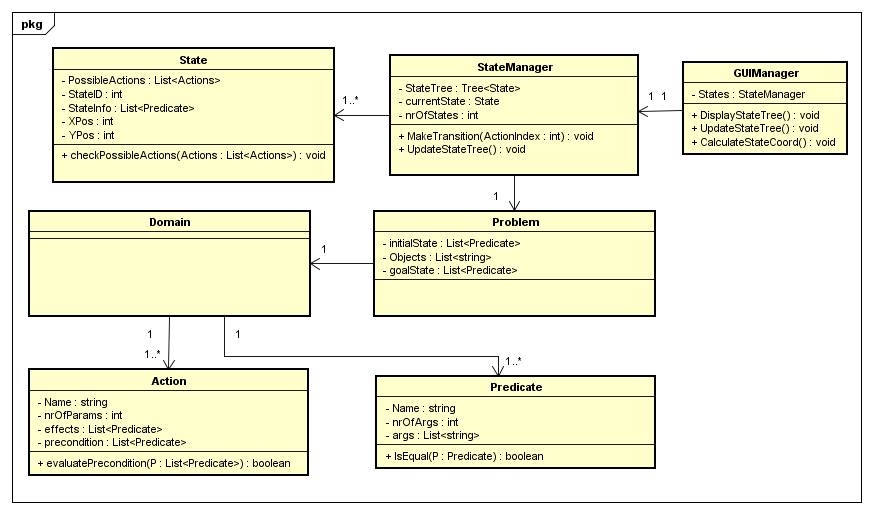 pkg
State
- PossibleActions : List<Actions>
- StateID : int
- StateInfo : List<Predicate>
- XPos : int
- YPos : int
+ checkPossibleActions(Actions : List<Actions>) : void
1..*
StateManager
- StateTree : Tree<State>
- currentState : State
- nrOfStates : int
+ MakeTransition(ActionIndex : int) : void
+ UpdateStateTree() : void
1 1
GUIManager
- States : StateManager
+ DisplayStateTree() : void
+ UpdateStateTree() : void
+ CalculateStateCoord() : void
1
Domain
1
Problem
- initialState : List<Predicate>
- Objects : List<string>
- goalState : List<Predicate>
1
1..*
1
1..*
Action
- Name : string
- nrOfParams : int
- effects : List<Predicate>
- precondition : List<Predicate>
+ evaluatePrecondition(P : List<Predicate>) : boolean
Predicate
- Name : string
- nrOfArg : int
- args : List<string>
+ IsEqual(P : Predicate) : boolean